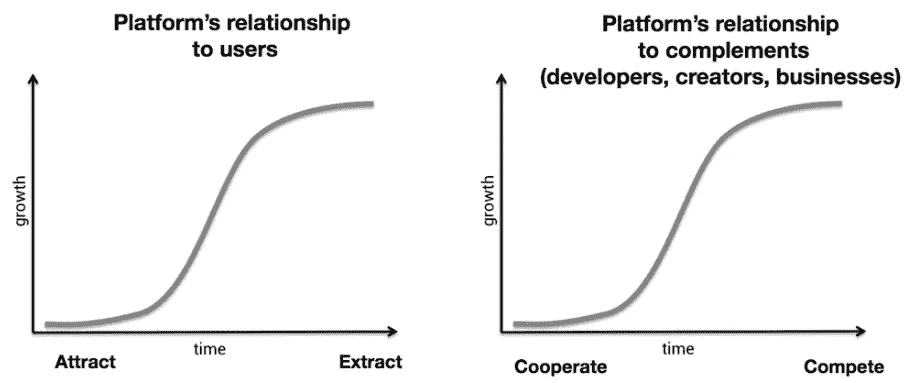 Platform's relationship
to users
growth
time
Attract
Extract
Platform's relationship
to complements
(developers, creators, businesses)
growth
time
Cooperate
Compete